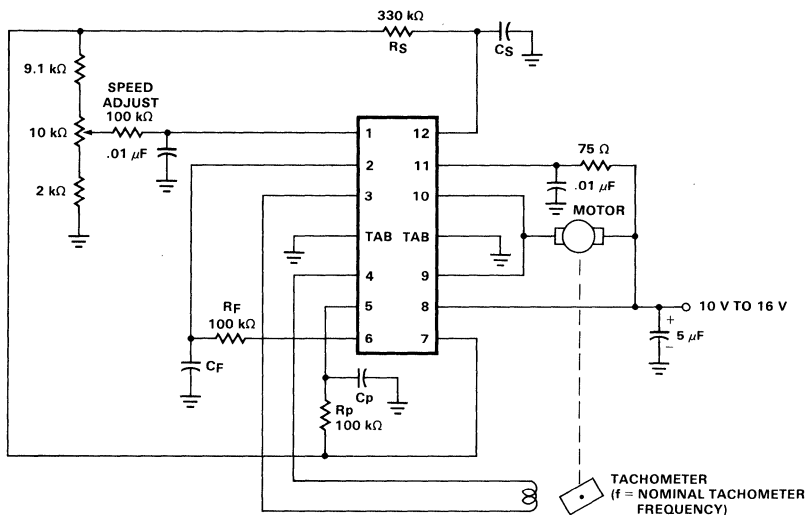 330 kΩ
RS
CS
9.1 kΩ
SPEED
ADJUST
100 kΩ
10 kΩ
.01 μF
2 kΩ
1
2
3
TAB
4
5
6
12
11
10
TAB
9
8
7
75 Ω
.01 μF
MOTOR
10 V TO 16 V
+
5 μF
−
RF
100 kΩ
CF
Cp
Rp
100 kΩ
TACHOMETER
(f = NOMINAL TACHOMETER
FREQUENCY)